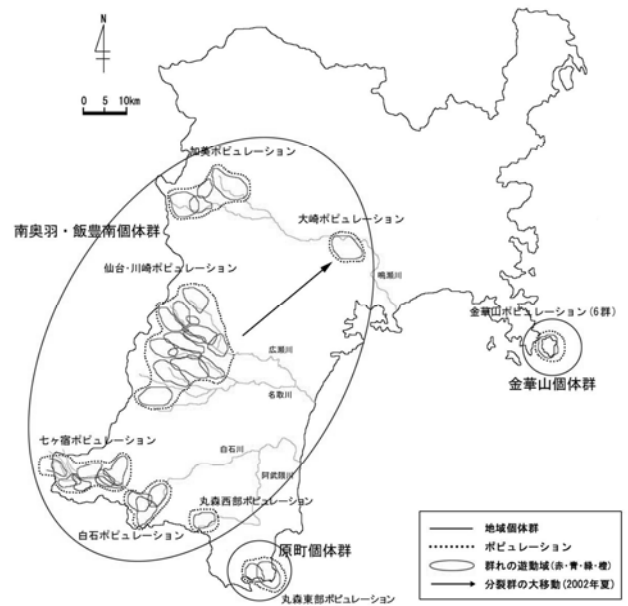 N
0 5 10km
加美ポピュレーション
大崎ポピュレーション
南奥羽・飯豊南個体群
仙台・川崎ポピュレーション
鳴瀬川
金華山ポピュレーション(6群)
広瀬川
金華山個体群
名取川
七ヶ宿ポピュレーション
白石川
阿武隈川
丸森西部ポピュレーション
白石ポピュレーション
原町個体群
丸森東部ポピュレーション
地域個体群
ポピュレーション
群れの遊動域(赤・青・緑・橙)
分裂群の大移動(2002年夏)